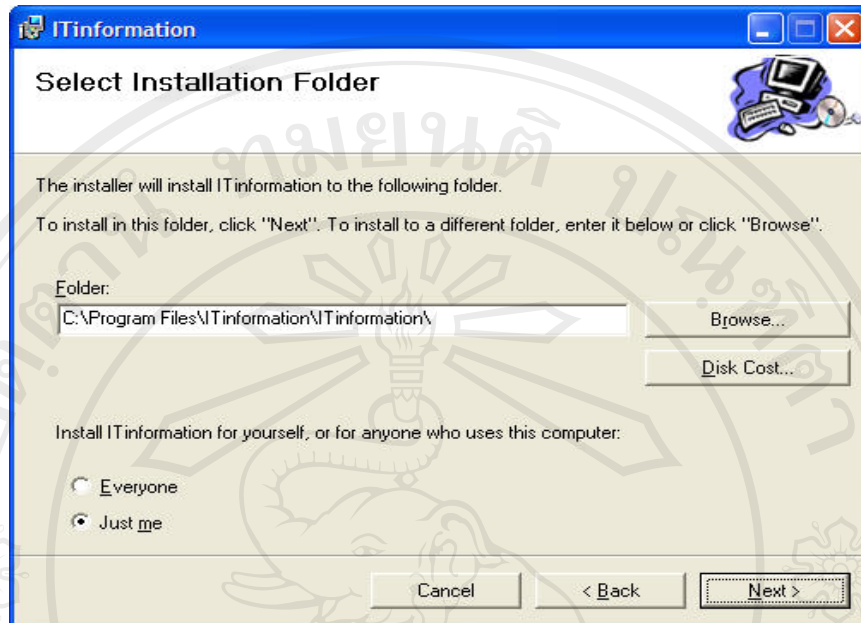 ITinformation
Select Installation Folder
The installer will install ITinformation to the following folder.
To install in this folder, click "Next". To install to a different folder, enter it below or click "Browse".
Folder:
C:\Program Files\ITinformation\ITinformation\
Browse...
Disk Cost...
Install ITinformation for yourself, or for anyone who uses this computer:
Everyone
Just me
Cancel
< Back
Next >